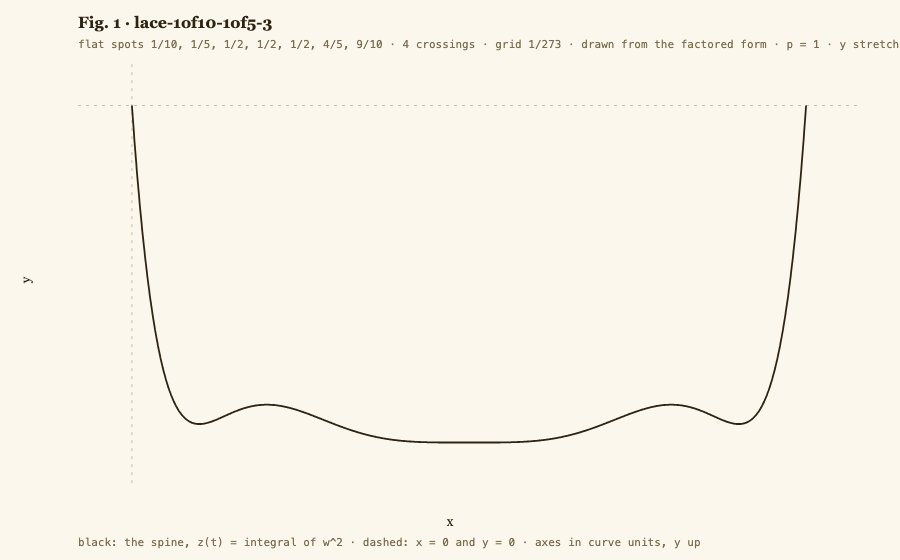 Fig. 1 · lace-1of10-1of5-3
flat spots 1/10, 1/5, 1/2, 1/2, 1/2, 4/5, 9/10 · 4 crossings · grid 1/273 · drawn from the factored form · p = 1 · y stretch
y
x
black: the spine, z(t) = integral of w^2 · dashed: x = 0 and y = 0 · axes in curve units, y up